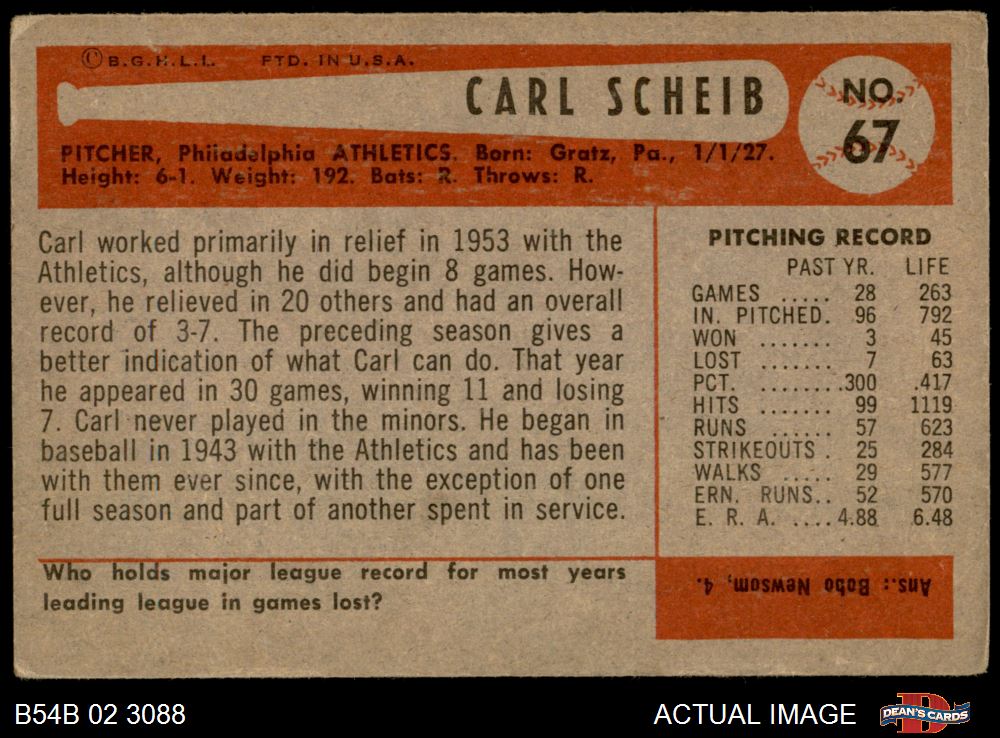 ©B.G.H.L.I. PTD. IN U.S.A.
CARL SCHEIB
NO.
67
PITCHER, Philadelphia ATHLETICS. Born: Gratz, Pa., 1/1/27.
Height: 6-1. Weight: 192. Bats: R. Throws: R.
Carl worked primarily in relief in 1953 with the
Athletics, although he did begin 8 games. How-
ever, he relieved in 20 others and had an overall
record of 3-7. The preceding season gives a
better indication of what Carl can do. That year
he appeared in 30 games, winning 11 and losing
7. Carl never played in the minors. He began in
baseball in 1943 with the Athletics and has been
with them ever since, with the exception of one
full season and part of another spent in service.
PITCHING RECORD
PAST YR. LIFE
GAMES ..... 28 263
IN. PITCHED. 96 792
WON ....... 3 45
LOST ....... 7 63
PCT. ........300 .417
HITS ....... 99 1119
RUNS ...... 57 623
STRIKEOUTS . 25 284
WALKS ..... 29 577
ERN. RUNS.. 52 570
E. R. A. ....4.88 6.48
Who holds major league record for most years
leading league in games lost?
Ans.: Bobo Newsom, 4.
B54B 02 3088
ACTUAL IMAGE
D
DEAN'S CARDS